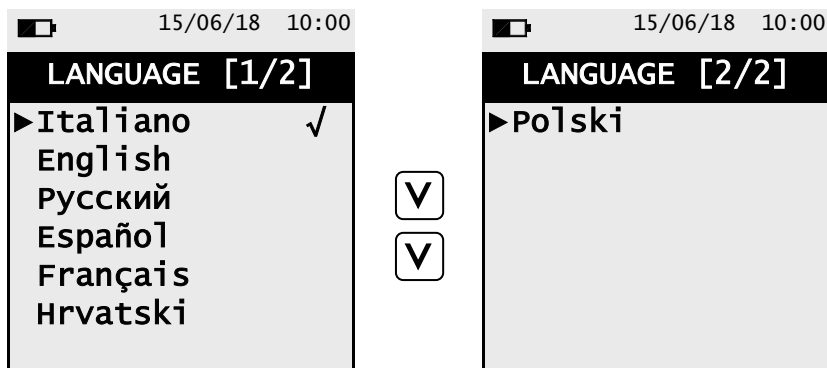 15/06/18 10:00
LANGUAGE [1/2]
►Italiano √
English
Русский
Español
Français
Hrvatski
V
V
15/06/18 10:00
LANGUAGE [2/2]
►Polski